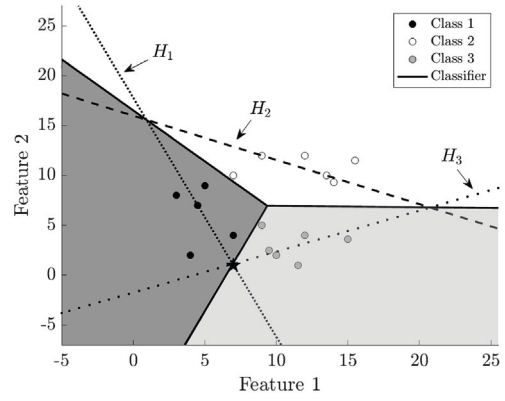 25
20
15
10
5
0
-5
Feature 2
-5 0 5 10 15 20 25
Feature 1
H1
H2
H3
Class 1
Class 2
Class 3
Classifier